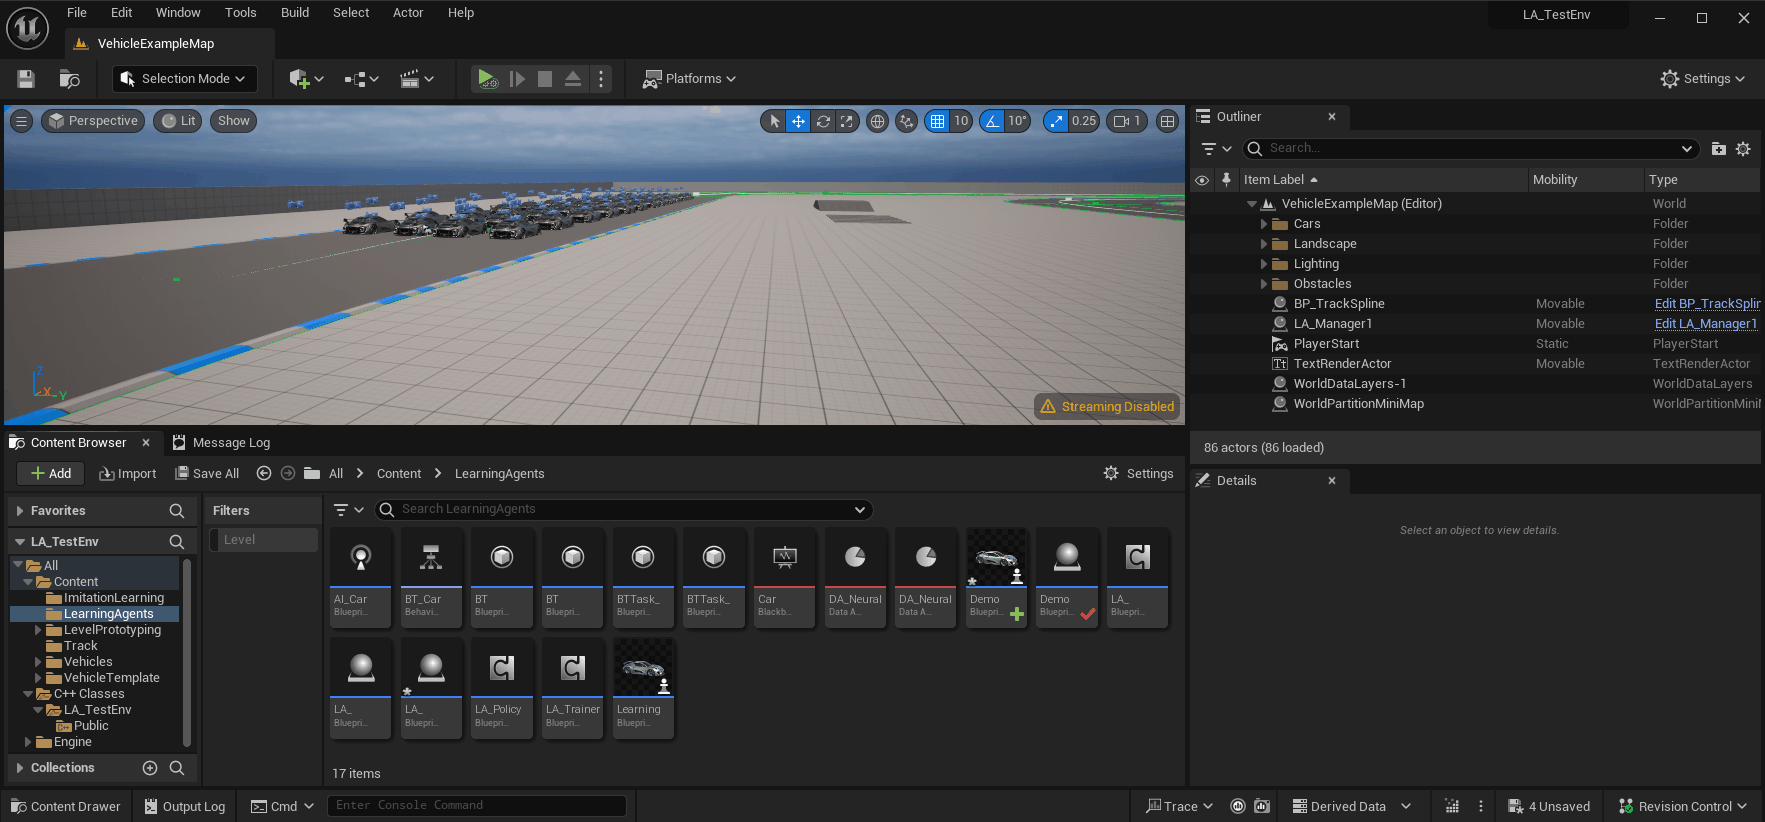 File Edit Window Tools Build Select Actor Help
LA_TestEnv
VehicleExampleMap
Selection Mode
Platforms
Settings
Perspective Lit Show
10 10° 0.25 1
Z
X
Y
Streaming Disabled
Outliner
Search...
Item Label Mobility Type
VehicleExampleMap (Editor) World
Cars Folder
Landscape Folder
Lighting Folder
Obstacles Folder
BP_TrackSpline Movable Edit BP_TrackSplin
LA_Manager1 Movable Edit LA_Manager1
PlayerStart Static PlayerStart
TextRenderActor Movable TextRenderActor
WorldDataLayers-1 WorldDataLayers
WorldPartitionMiniMap WorldPartitionMini
86 actors (86 loaded)
Details
Select an object to view details.
Content Browser Message Log
Add Import Save All All Content LearningAgents Settings
Favorites
LA_TestEnv
All
Content
ImitationLearning
LearningAgents
LevelPrototyping
Track
Vehicles
VehicleTemplate
C++ Classes
LA_TestEnv
Public
Engine
Collections
Filters
Level
Search LearningAgents
AI_Car BT_Car BT BT BTTask_ BTTask_ Car DA_Neural DA_Neural Demo Demo LA_
Bluepri... Behavi... Bluepri... Bluepri... Bluepri... Bluepri... Blackb... Data A... Data A... Bluepri... Bluepri... Bluepri...
LA_ LA_ LA_Policy LA_Trainer Learning
Bluepri... Bluepri... Bluepri... Bluepri... Bluepri...
17 items
Content Drawer Output Log Cmd Enter Console Command Trace Derived Data 4 Unsaved Revision Control